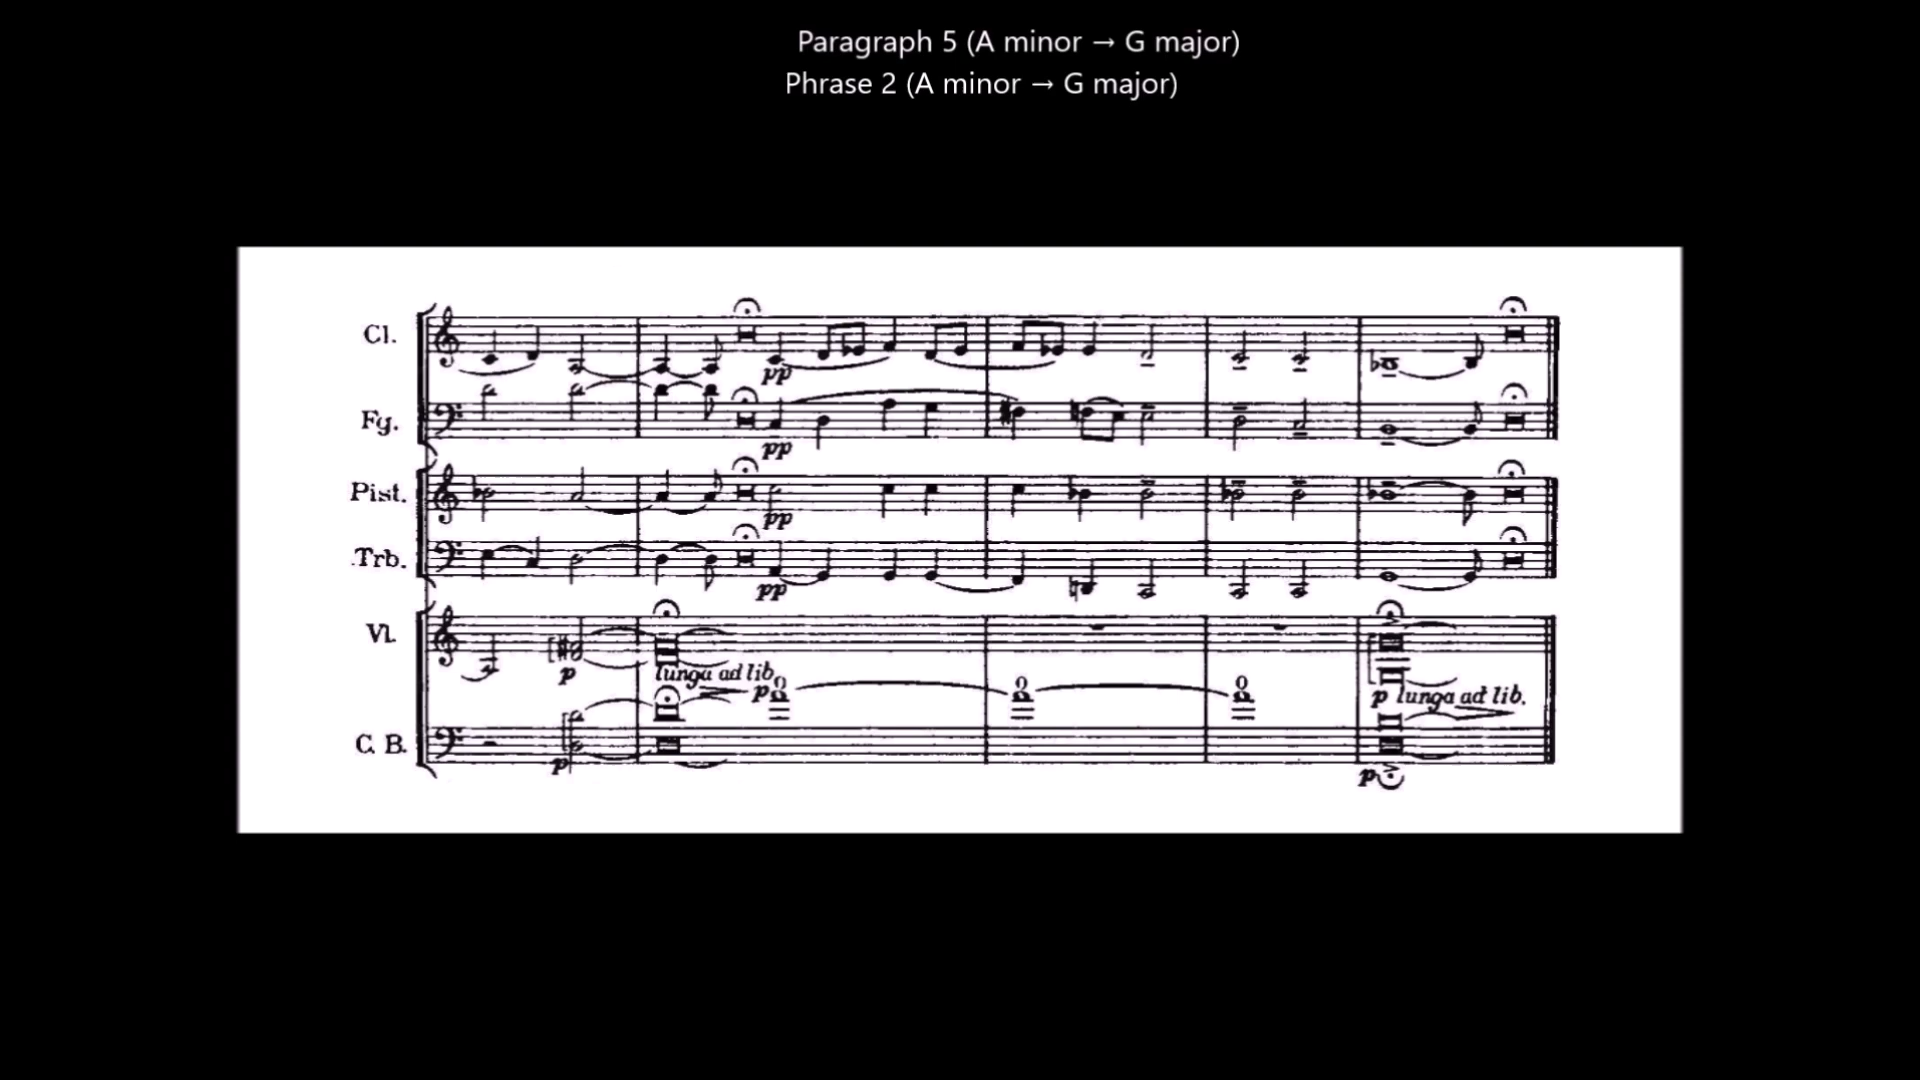 Paragraph 5 (A minor → G major)
Phrase 2 (A minor → G major)
Cl.
pp
Fg.
pp
Pist.
pp
Trb.
pp
Vl.
p
lunga ad lib.
p
p lunga ad lib.
C. B.
p
p